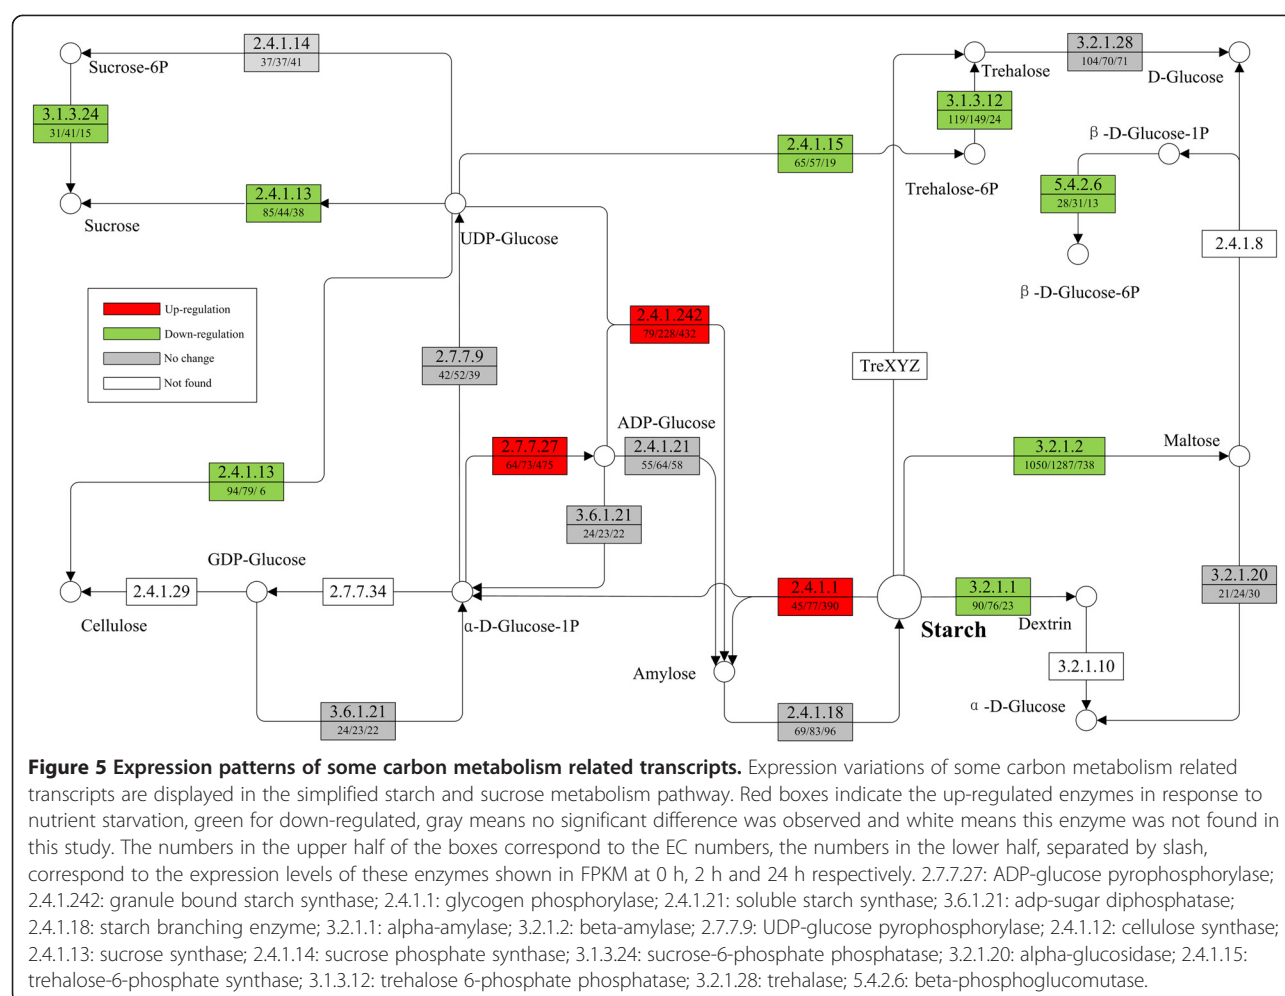 2.4.1.14
37/37/41
Sucrose-6P
3.1.3.24
31/41/15
2.4.1.13
85/44/38
Sucrose
UDP-Glucose
2.4.1.15
65/57/19
Trehalose
3.2.1.28
104/70/71
D-Glucose
3.1.3.12
119/149/24
Trehalose-6P
β-D-Glucose-1P
5.4.2.6
28/31/13
β-D-Glucose-6P
2.4.1.8
Up-regulation
Down-regulation
No change
Not found
2.4.1.242
79/228/432
2.7.7.9
42/52/39
TreXYZ
ADP-Glucose
2.7.7.27
64/73/475
2.4.1.21
55/64/58
3.2.1.2
1050/1287/738
Maltose
2.4.1.13
94/79/ 6
3.6.1.21
24/23/22
GDP-Glucose
2.4.1.29
2.7.7.34
Cellulose
α-D-Glucose-1P
2.4.1.1
45/77/390
Starch
3.2.1.1
90/76/23
Dextrin
3.2.1.20
21/24/30
3.2.1.10
Amylose
α-D-Glucose
3.6.1.21
24/23/22
2.4.1.18
69/83/96
Figure 5 Expression patterns of some carbon metabolism related transcripts. Expression variations of some carbon metabolism related
transcripts are displayed in the simplified starch and sucrose metabolism pathway. Red boxes indicate the up-regulated enzymes in response to
nutrient starvation, green for down-regulated, gray means no significant difference was observed and white means this enzyme was not found in
this study. The numbers in the upper half of the boxes correspond to the EC numbers, the numbers in the lower half, separated by slash,
correspond to the expression levels of these enzymes shown in FPKM at 0 h, 2 h and 24 h respectively. 2.7.7.27: ADP-glucose pyrophosphorylase;
2.4.1.242: granule bound starch synthase; 2.4.1.1: glycogen phosphorylase; 2.4.1.21: soluble starch synthase; 3.6.1.21: adp-sugar diphosphatase;
2.4.1.18: starch branching enzyme; 3.2.1.1: alpha-amylase; 3.2.1.2: beta-amylase; 2.7.7.9: UDP-glucose pyrophosphorylase; 2.4.1.12: cellulose synthase;
2.4.1.13: sucrose synthase; 2.4.1.14: sucrose phosphate synthase; 3.1.3.24: sucrose-6-phosphate phosphatase; 3.2.1.20: alpha-glucosidase; 2.4.1.15:
trehalose-6-phosphate synthase; 3.1.3.12: trehalose 6-phosphate phosphatase; 3.2.1.28: trehalase; 5.4.2.6: beta-phosphoglucomutase.